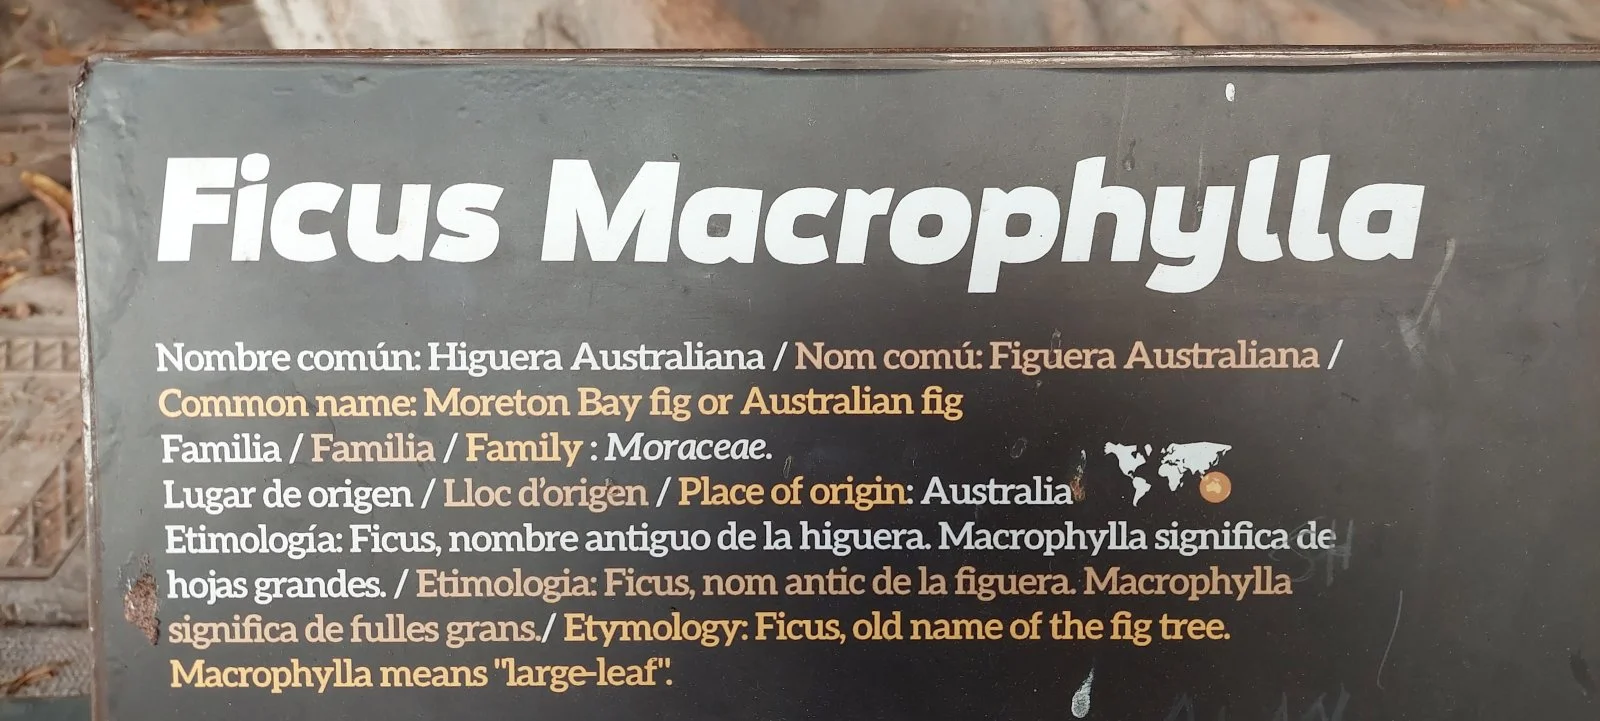 Ficus Macrophylla
Nombre común: Higuera Australiana / Nom comú: Figuera Australiana /
Common name: Moreton Bay fig or Australian fig
Familia / Familia / Family : Moraceae.
Lugar de origen / Lloc d'origen / Place of origin: Australia
Etimología: Ficus, nombre antiguo de la higuera. Macrophylla significa de
hojas grandes. / Etimologia: Ficus, nom antic de la figuera. Macrophylla
significa de fulles grans./ Etymology: Ficus, old name of the fig tree.
Macrophylla means "large-leaf".